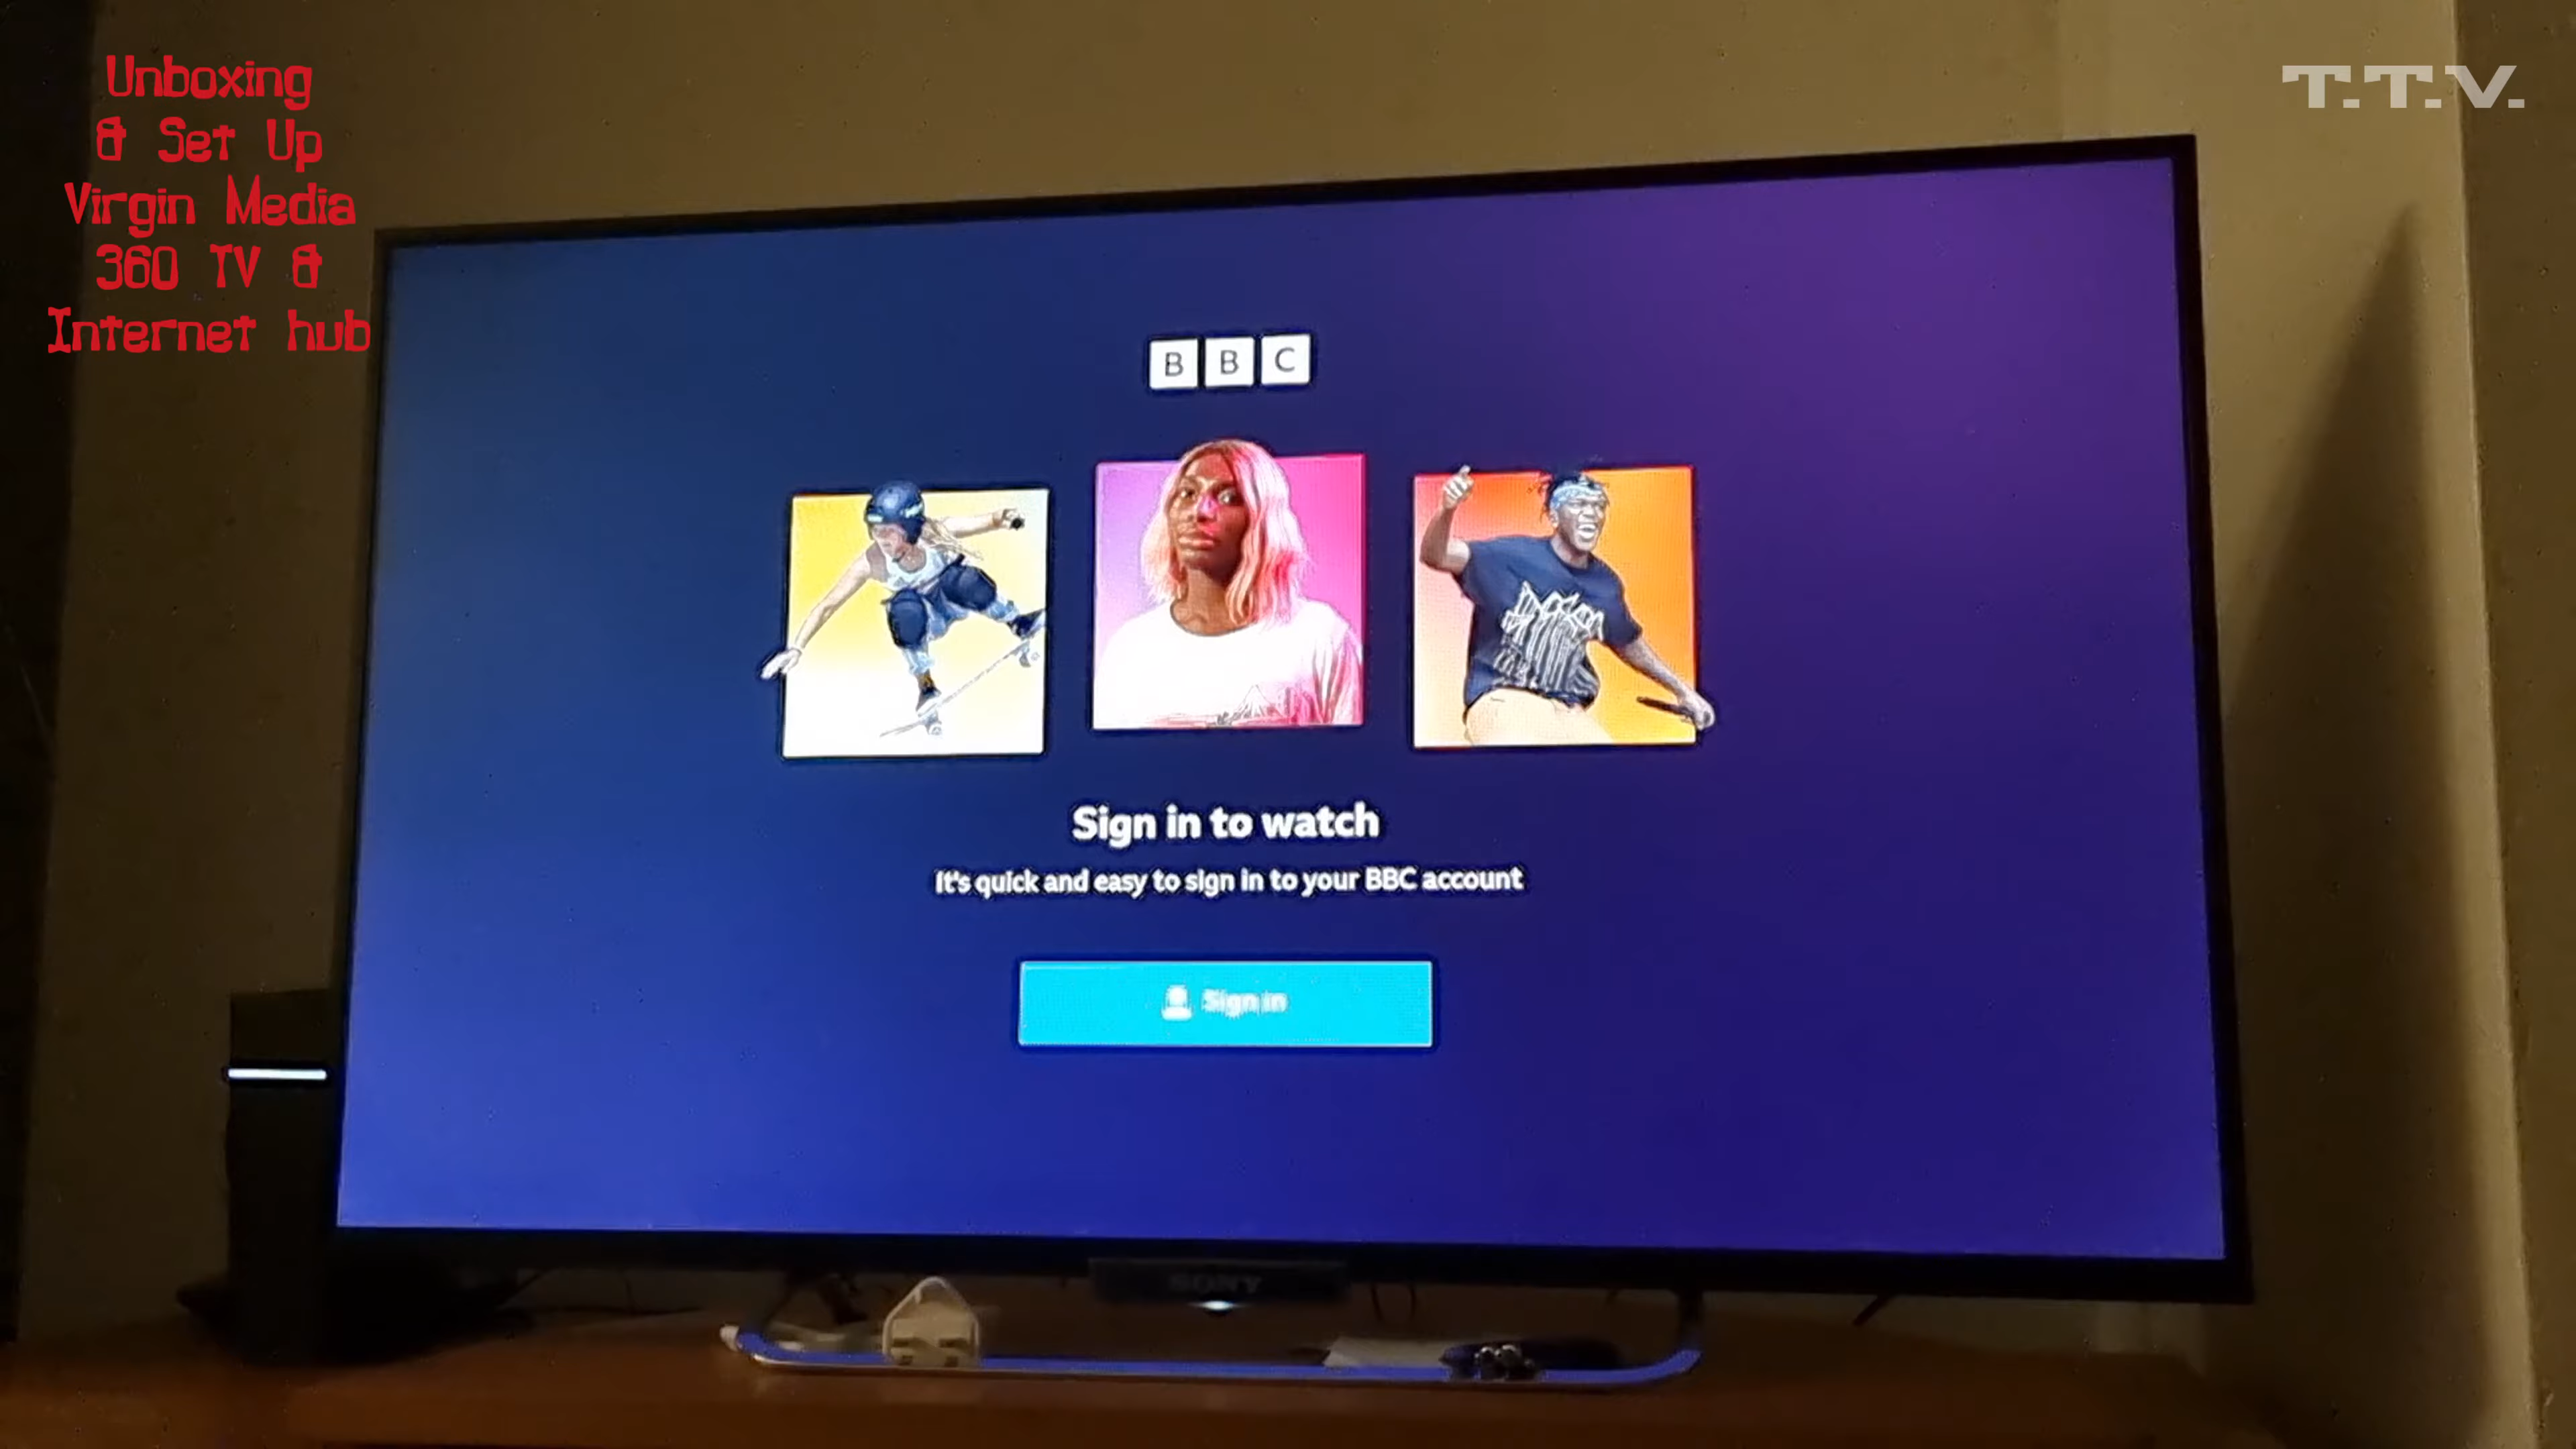 Unboxing
& Set Up
Virgin Media
360 TV &
Internet hub
T.T.V.
BBC
Sign in to watch
It's quick and easy to sign in to your BBC account
Sign in
SONY